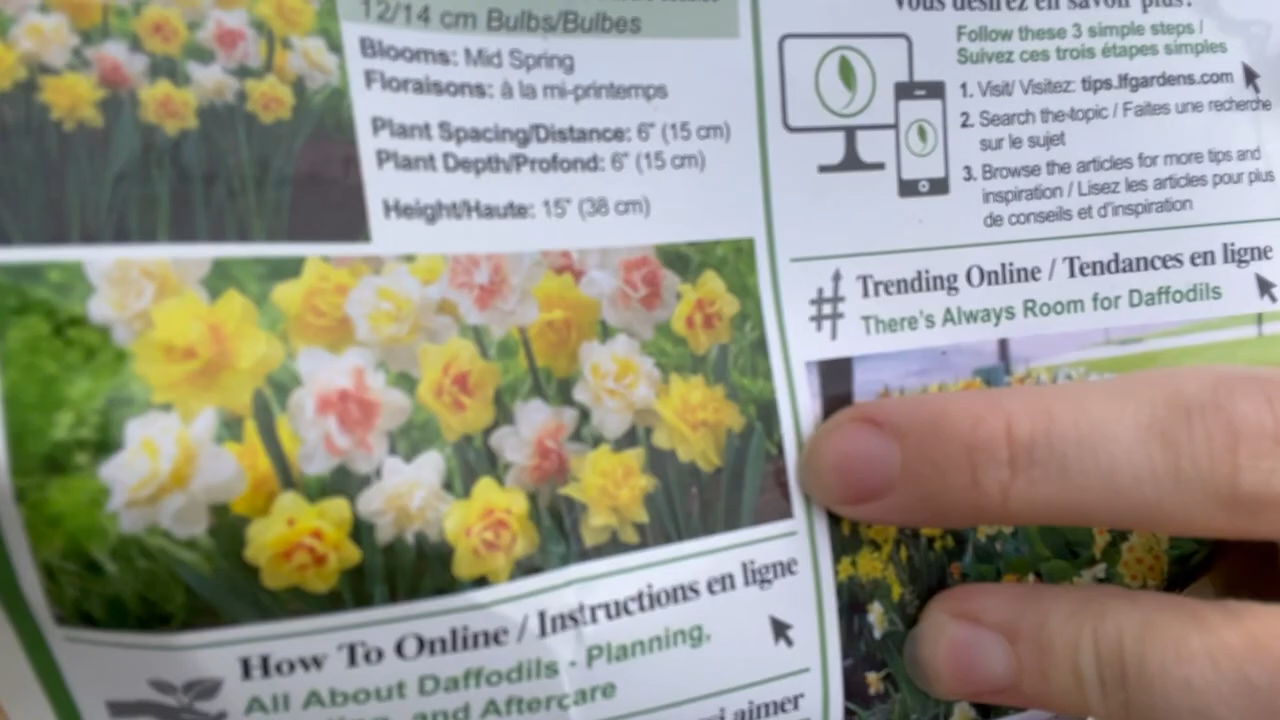 12/14 cm Bulbs/Bulbes
Blooms: Mid Spring
Floraisons: à la mi-printemps
Plant Spacing/Distance: 6" (15 cm)
Plant Depth/Profond: 6" (15 cm)
Height/Haute: 15" (38 cm)
How To Online / Instructions en ligne
All About Daffodils - Planning,
and Aftercare
aimer
Vous désirez en savoir plus?
Follow these 3 simple steps /
Suivez ces trois étapes simples
1. Visit/ Visitez: tips.lfgardens.com
2. Search the-topic / Faites une recherche
sur le sujet
3. Browse the articles for more tips and
inspiration / Lisez les articles pour plus
de conseils et d'inspiration
# Trending Online / Tendances en ligne
There's Always Room for Daffodils